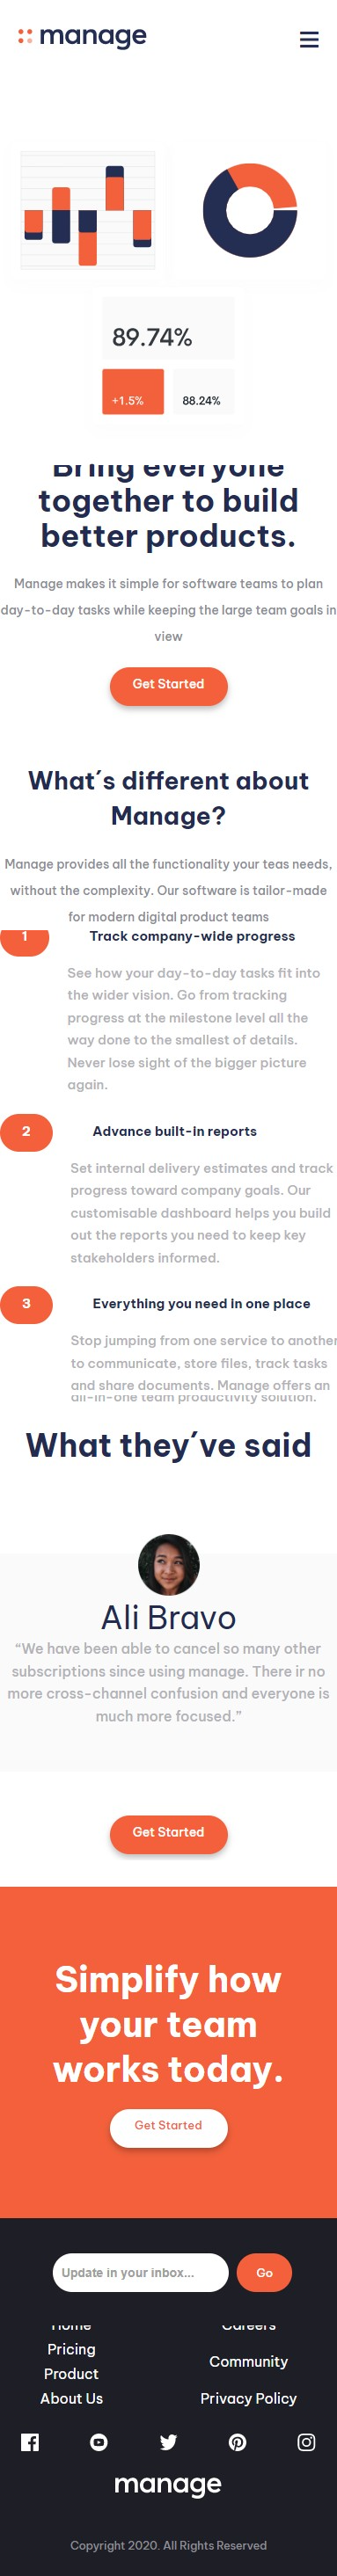 manage
89.74%
+1.5%
88.24%
Bring everyone
together to build
better products.
Manage makes it simple for software teams to plan
day-to-day tasks while keeping the large team goals in
view
Get Started
What´s different about
Manage?
Manage provides all the functionality your teas needs,
without the complexity. Our software is tailor-made
for modern digital product teams
1 Track company-wide progress
See how your day-to-day tasks fit into
the wider vision. Go from tracking
progress at the milestone level all the
way done to the smallest of details.
Never lose sight of the bigger picture
again.
2 Advance built-in reports
Set internal delivery estimates and track
progress toward company goals. Our
customisable dashboard helps you build
out the reports you need to keep key
stakeholders informed.
3 Everything you need in one place
Stop jumping from one service to another
to communicate, store files, track tasks
and share documents. Manage offers an
all-in-one team productivity solution.
What they´ve said
Ali Bravo
“We have been able to cancel so many other
subscriptions since using manage. There ir no
more cross-channel confusion and everyone is
much more focused.”
Get Started
Simplify how
your team
works today.
Get Started
Update in your inbox...
Go
Home
Pricing
Product
About Us
Careers
Community
Privacy Policy
manage
Copyright 2020. All Rights Reserved